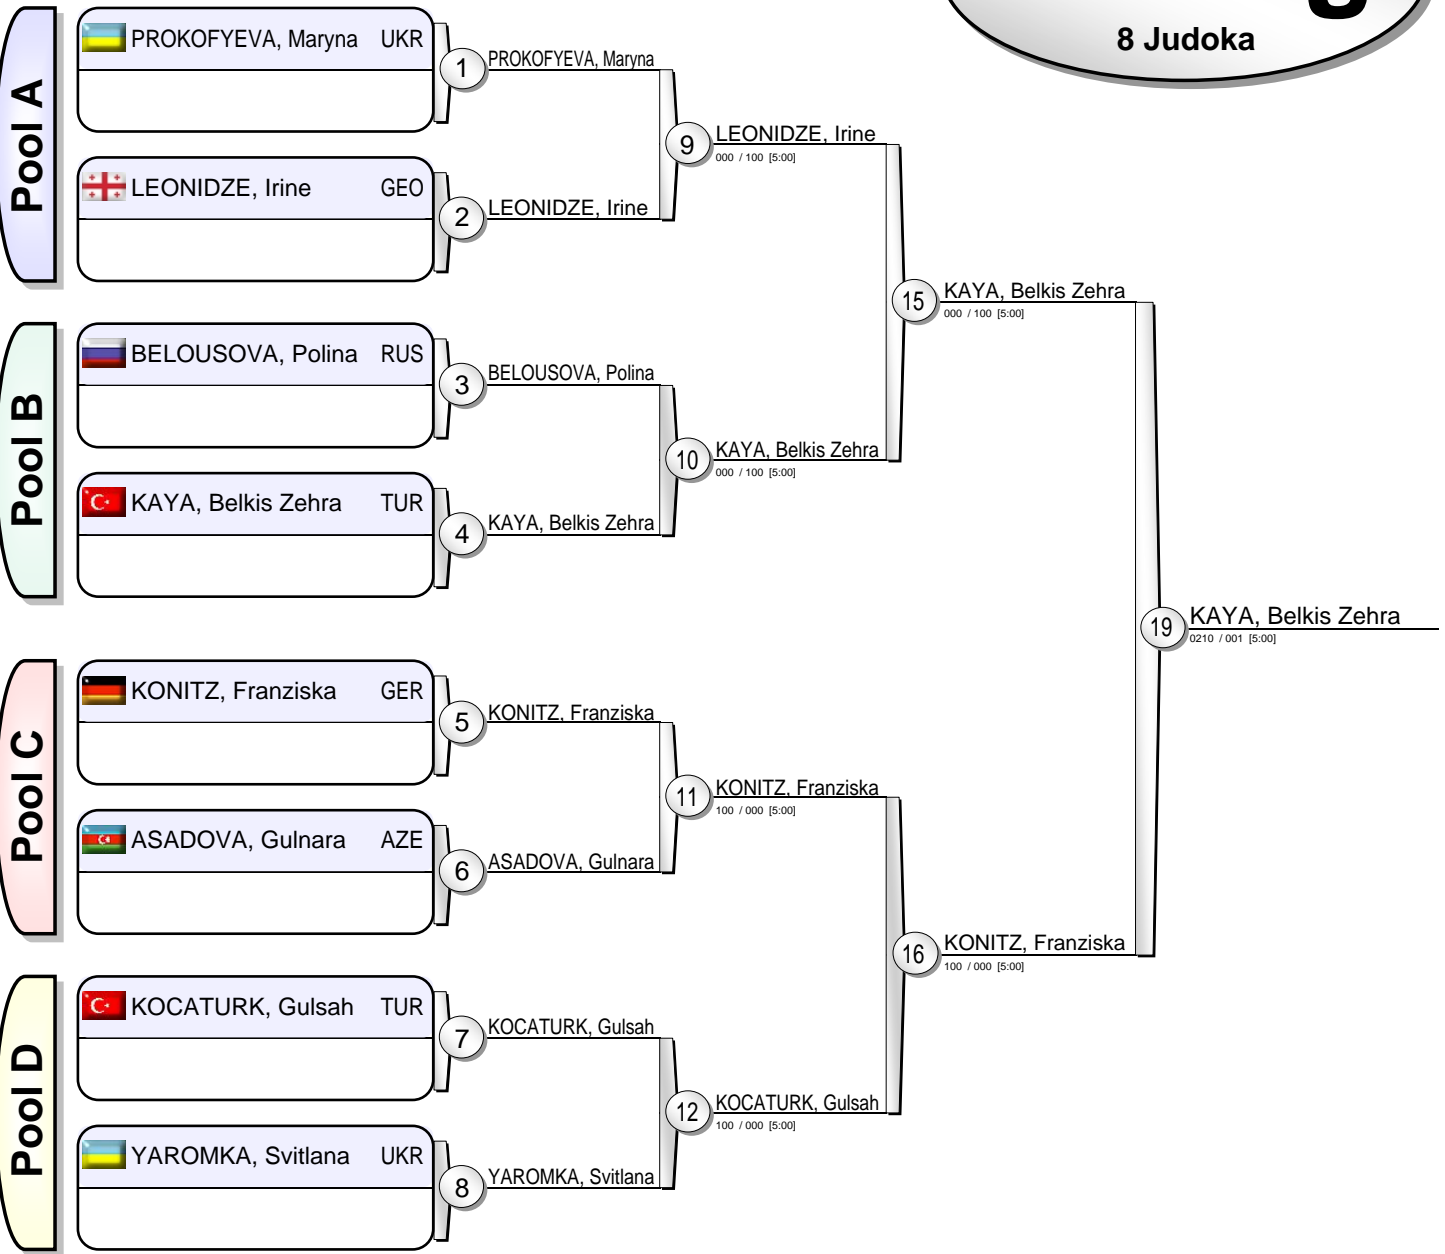 8 Judoka
Pool A
PROKOFYEVA, Maryna UKR
1
PROKOFYEVA, Maryna
LEONIDZE, Irine GEO
2
LEONIDZE, Irine
9
LEONIDZE, Irine
000 / 100 [5:00]
Pool B
BELOUSOVA, Polina RUS
3
BELOUSOVA, Polina
KAYA, Belkis Zehra TUR
4
KAYA, Belkis Zehra
10
KAYA, Belkis Zehra
000 / 100 [5:00]
15
KAYA, Belkis Zehra
000 / 100 [5:00]
Pool C
KONITZ, Franziska GER
5
KONITZ, Franziska
ASADOVA, Gulnara AZE
6
ASADOVA, Gulnara
11
KONITZ, Franziska
100 / 000 [5:00]
Pool D
KOCATURK, Gulsah TUR
7
KOCATURK, Gulsah
YAROMKA, Svitlana UKR
8
YAROMKA, Svitlana
12
KOCATURK, Gulsah
100 / 000 [5:00]
16
KONITZ, Franziska
100 / 000 [5:00]
19
KAYA, Belkis Zehra
0210 / 001 [5:00]